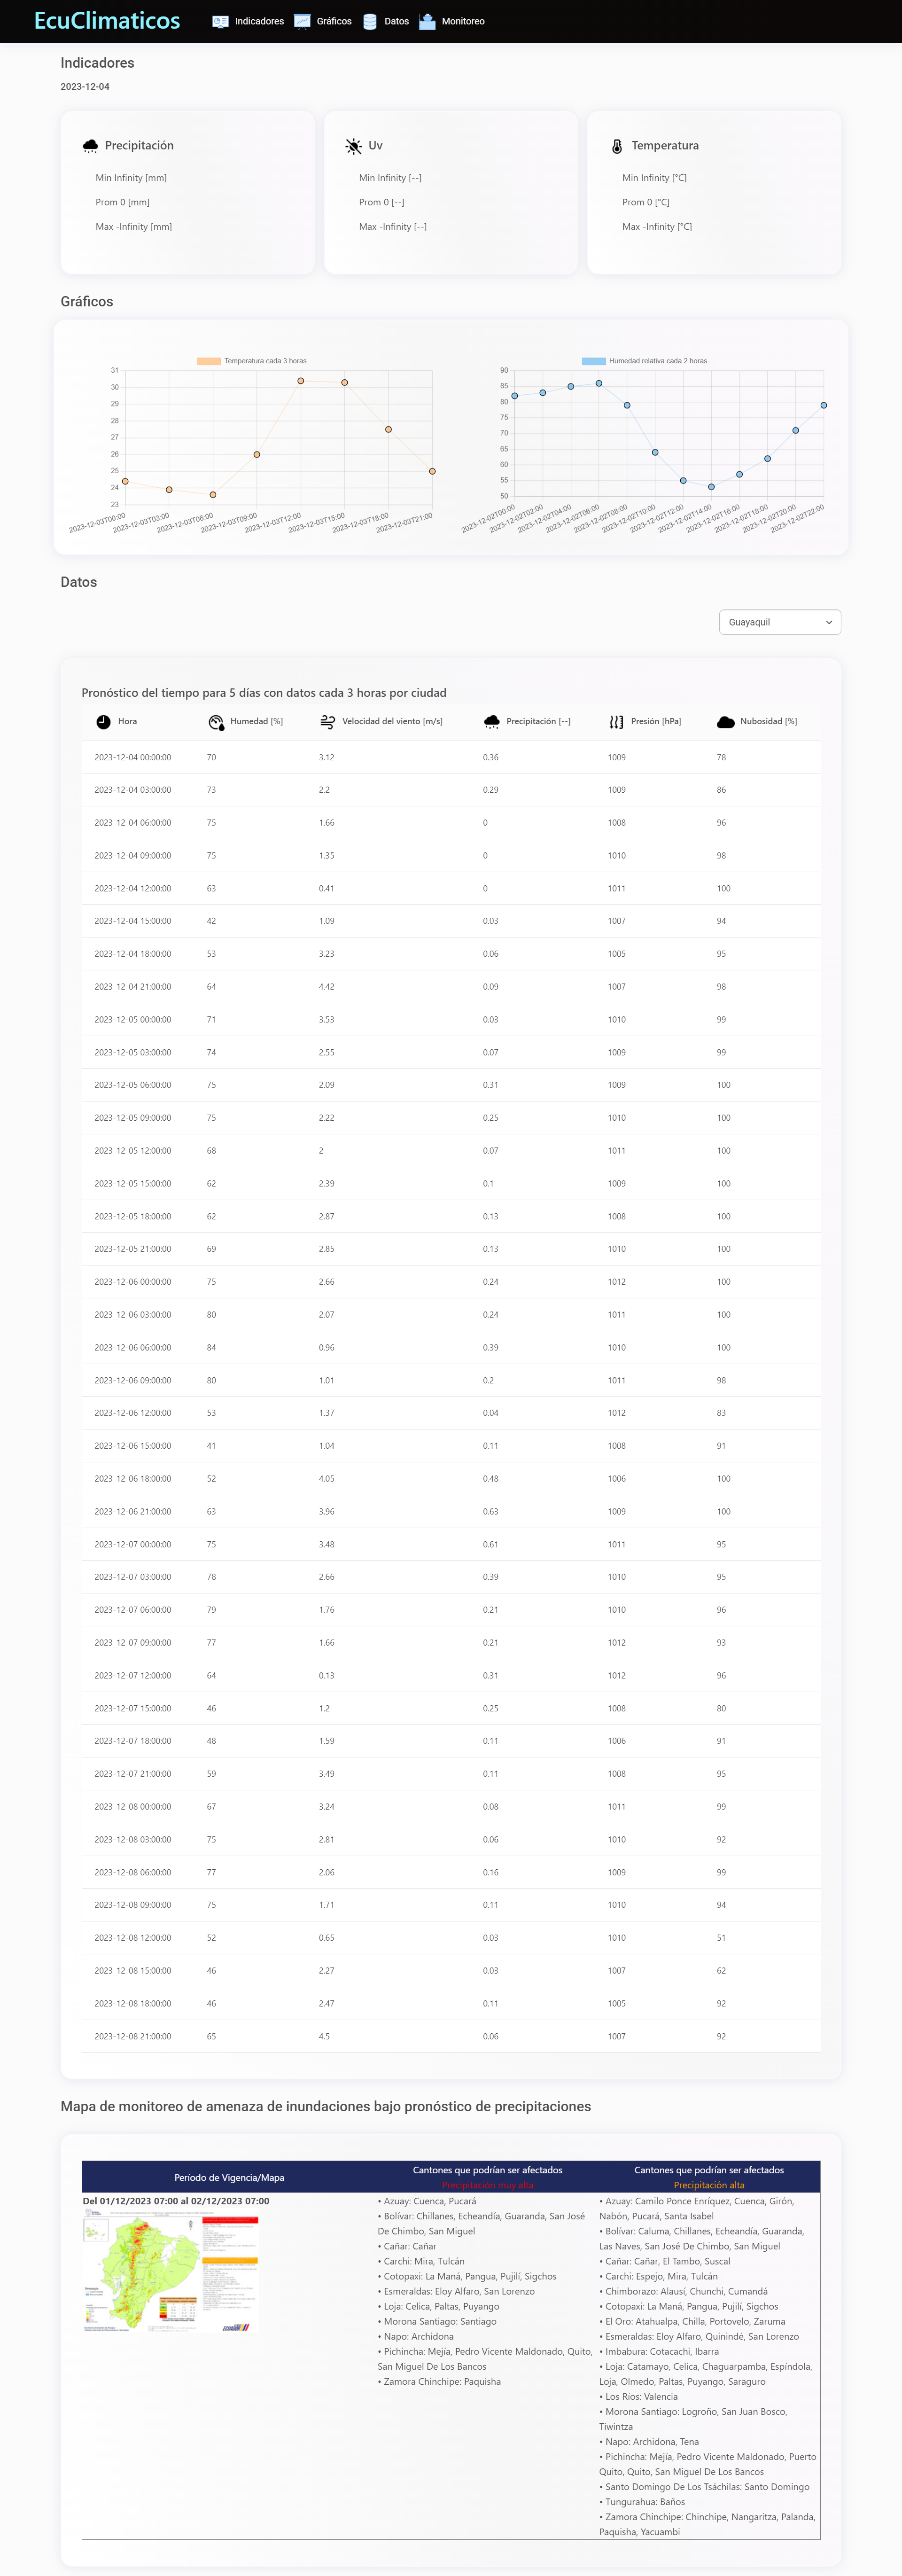 EcuClimaticos Indicadores Gráficos Datos Monitoreo
Indicadores
2023-12-04
Precipitación
Min Infinity [mm]
Prom 0 [mm]
Max -Infinity [mm]
Uv
Min Infinity [--]
Prom 0 [--]
Max -Infinity [--]
Temperatura
Min Infinity [°C]
Prom 0 [°C]
Max -Infinity [°C]
Gráficos
Temperatura cada 3 horas
31
30
29
28
27
26
25
24
23
2023-12-03T00:00
2023-12-03T03:00
2023-12-03T06:00
2023-12-03T09:00
2023-12-03T12:00
2023-12-03T15:00
2023-12-03T18:00
2023-12-03T21:00
Humedad relativa cada 2 horas
90
85
80
75
70
65
60
55
50
2023-12-02T00:00
2023-12-02T02:00
2023-12-02T04:00
2023-12-02T06:00
2023-12-02T08:00
2023-12-02T10:00
2023-12-02T12:00
2023-12-02T14:00
2023-12-02T16:00
2023-12-02T18:00
2023-12-02T20:00
2023-12-02T22:00
Datos
Guayaquil
Pronóstico del tiempo para 5 días con datos cada 3 horas por ciudad
Hora Humedad [%] Velocidad del viento [m/s] Precipitación [--] Presión [hPa] Nubosidad [%]
2023-12-04 00:00:00 70 3.12 0.36 1009 78
2023-12-04 03:00:00 73 2.2 0.29 1009 86
2023-12-04 06:00:00 75 1.66 0 1008 96
2023-12-04 09:00:00 75 1.35 0 1010 98
2023-12-04 12:00:00 63 0.41 0 1011 100
2023-12-04 15:00:00 42 1.09 0.03 1007 94
2023-12-04 18:00:00 53 3.23 0.06 1005 95
2023-12-04 21:00:00 64 4.42 0.09 1007 98
2023-12-05 00:00:00 71 3.53 0.03 1010 99
2023-12-05 03:00:00 74 2.55 0.07 1009 99
2023-12-05 06:00:00 75 2.09 0.31 1009 100
2023-12-05 09:00:00 75 2.22 0.25 1010 100
2023-12-05 12:00:00 68 2 0.07 1011 100
2023-12-05 15:00:00 62 2.39 0.1 1009 100
2023-12-05 18:00:00 62 2.87 0.13 1008 100
2023-12-05 21:00:00 69 2.85 0.13 1010 100
2023-12-06 00:00:00 75 2.66 0.24 1012 100
2023-12-06 03:00:00 80 2.07 0.24 1011 100
2023-12-06 06:00:00 84 0.96 0.39 1010 100
2023-12-06 09:00:00 80 1.01 0.2 1011 98
2023-12-06 12:00:00 53 1.37 0.04 1012 83
2023-12-06 15:00:00 41 1.04 0.11 1008 91
2023-12-06 18:00:00 52 4.05 0.48 1006 100
2023-12-06 21:00:00 63 3.96 0.63 1009 100
2023-12-07 00:00:00 75 3.48 0.61 1011 95
2023-12-07 03:00:00 78 2.66 0.39 1010 95
2023-12-07 06:00:00 79 1.76 0.21 1010 96
2023-12-07 09:00:00 77 1.66 0.21 1012 93
2023-12-07 12:00:00 64 0.13 0.31 1012 96
2023-12-07 15:00:00 46 1.2 0.25 1008 80
2023-12-07 18:00:00 48 1.59 0.11 1006 91
2023-12-07 21:00:00 59 3.49 0.11 1008 95
2023-12-08 00:00:00 67 3.24 0.08 1011 99
2023-12-08 03:00:00 75 2.81 0.06 1010 92
2023-12-08 06:00:00 77 2.06 0.16 1009 99
2023-12-08 09:00:00 75 1.71 0.11 1010 94
2023-12-08 12:00:00 52 0.65 0.03 1010 51
2023-12-08 15:00:00 46 2.27 0.03 1007 62
2023-12-08 18:00:00 46 2.47 0.11 1005 92
2023-12-08 21:00:00 65 4.5 0.06 1007 92
Mapa de monitoreo de amenaza de inundaciones bajo pronóstico de precipitaciones
Período de Vigencia/Mapa
Del 01/12/2023 07:00 al 02/12/2023 07:00
ECUADOR
Cantones que podrían ser afectados
Precipitación muy alta
• Azuay: Cuenca, Pucará
• Bolívar: Chillanes, Echeandía, Guaranda, San José
De Chimbo, San Miguel
• Cañar: Cañar
• Carchi: Mira, Tulcán
• Cotopaxi: La Maná, Pangua, Pujilí, Sigchos
• Esmeraldas: Eloy Alfaro, San Lorenzo
• Loja: Celica, Paltas, Puyango
• Morona Santiago: Santiago
• Napo: Archidona
• Pichincha: Mejía, Pedro Vicente Maldonado, Quito,
San Miguel De Los Bancos
• Zamora Chinchipe: Paquisha
Cantones que podrían ser afectados
Precipitación alta
• Azuay: Camilo Ponce Enríquez, Cuenca, Girón,
Nabón, Pucará, Santa Isabel
• Bolívar: Caluma, Chillanes, Echeandía, Guaranda,
Las Naves, San José De Chimbo, San Miguel
• Cañar: Cañar, El Tambo, Suscal
• Carchi: Espejo, Mira, Tulcán
• Chimborazo: Alausí, Chunchi, Cumandá
• Cotopaxi: La Maná, Pangua, Pujilí, Sigchos
• El Oro: Atahualpa, Chilla, Portovelo, Zaruma
• Esmeraldas: Eloy Alfaro, Quinindé, San Lorenzo
• Imbabura: Cotacachi, Ibarra
• Loja: Catamayo, Celica, Chaguarpamba, Espíndola,
Loja, Olmedo, Paltas, Puyango, Saraguro
• Los Ríos: Valencia
• Morona Santiago: Logroño, San Juan Bosco,
Tiwintza
• Napo: Archidona, Tena
• Pichincha: Mejía, Pedro Vicente Maldonado, Puerto
Quito, Quito, San Miguel De Los Bancos
• Santo Domingo De Los Tsáchilas: Santo Domingo
• Tungurahua: Baños
• Zamora Chinchipe: Chinchipe, Nangaritza, Palanda,
Paquisha, Yacuambi